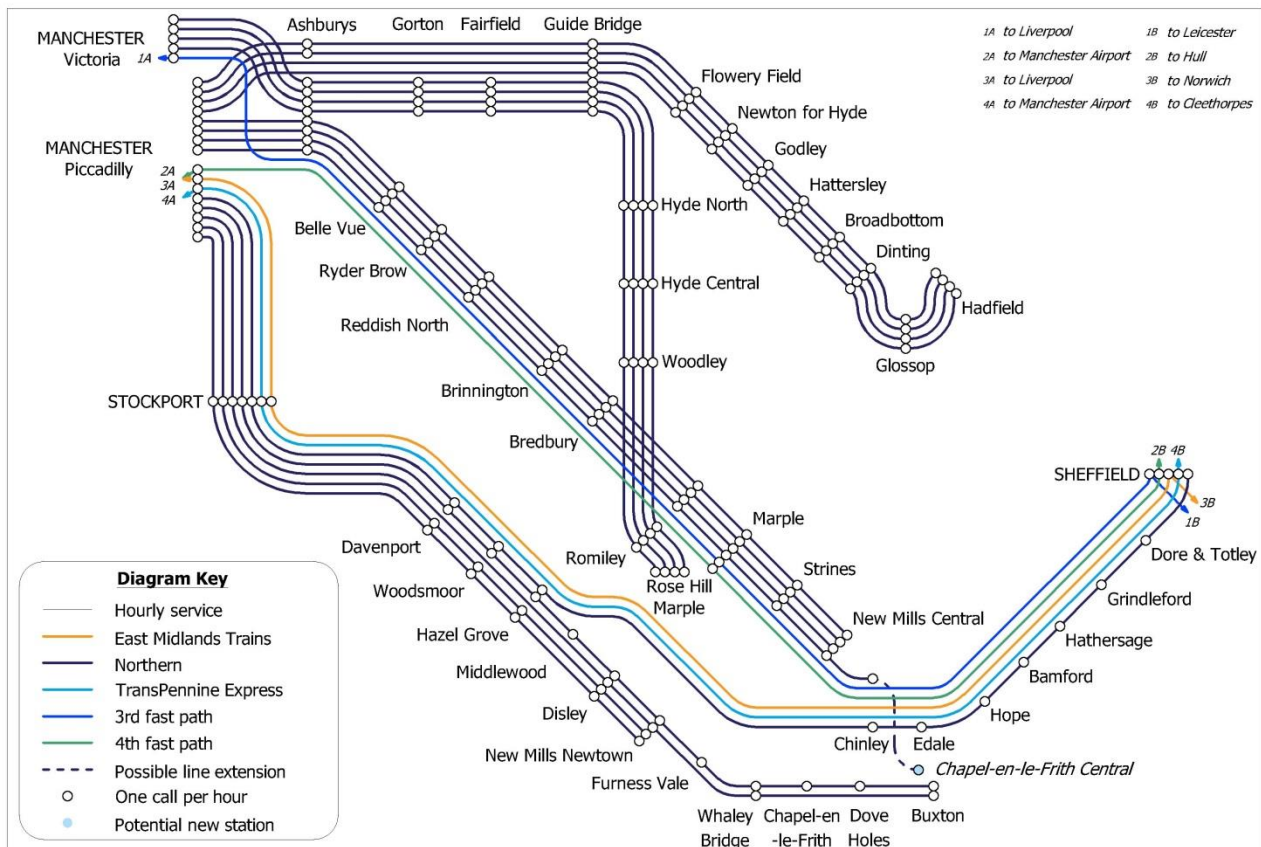 Ashburys
Gorton
Fairfield
Guide Bridge
MANCHESTER
Victoria
1A
1A to Liverpool
1B to Leicester
2A to Manchester Airport
2B to Hull
3A to Liverpool
3B to Norwich
4A to Manchester Airport
4B to Cleethorpes
Flowery Field
Newton for Hyde
Godley
Hattersley
Broadbottom
Dinting
Hadfield
Glossop
MANCHESTER
Piccadilly
2A
3A
4A
Belle Vue
Ryder Brow
Reddish North
Brinnington
Bredbury
Hyde North
Hyde Central
Woodley
STOCKPORT
Romiley
Rose Hill
Marple
Marple
Strines
New Mills Central
Davenport
Woodsmoor
Hazel Grove
Middlewood
Disley
New Mills Newtown
Furness Vale
Whaley
Bridge
Chapel-en
-le-Frith
Dove
Holes
Buxton
Chinley
Edale
Chapel-en-le-Frith Central
Hope
Bamford
Hathersage
Grindleford
Dore & Totley
SHEFFIELD
2B
4B
3B
1B
Diagram Key
Hourly service
East Midlands Trains
Northern
TransPennine Express
3rd fast path
4th fast path
Possible line extension
One call per hour
Potential new station